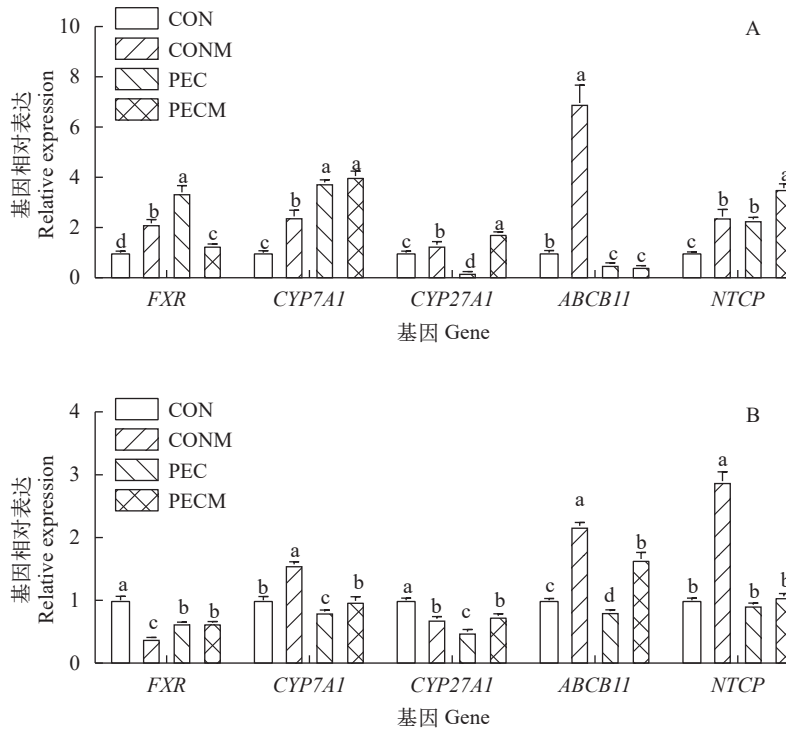 A
CON
CONM
PEC
PECM
基因相对表达
Relative expression
10
8
6
4
2
0
d b a c
c b a a
c b d a
b a c c
c b b a
FXR CYP7A1 CYP27A1 ABCB11 NTCP
基因 Gene
B
CON
CONM
PEC
PECM
基因相对表达
Relative expression
4
3
2
1
0
a c b b
b a c b
a b c b
c a d b
b a b b
FXR CYP7A1 CYP27A1 ABCB11 NTCP
基因 Gene